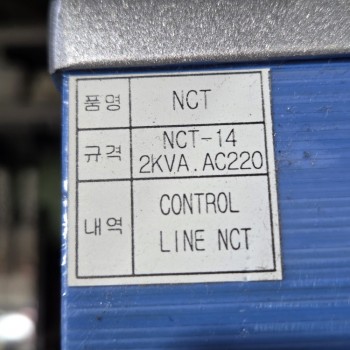 품명 NCT
규격 NCT-14
2KVA.AC220
내역 CONTROL
LINE NCT